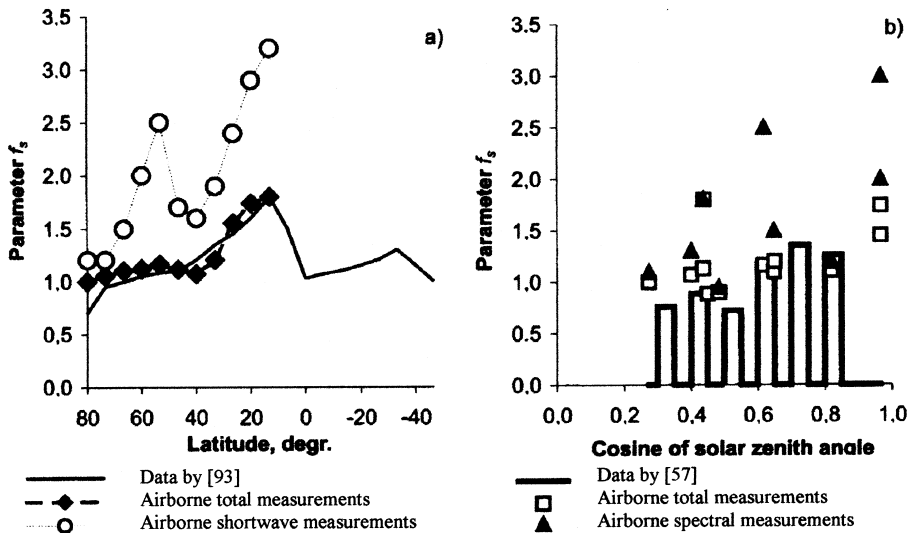 a)
3.5
3.0
2.5
2.0
1.5
1.0
0.5
0.0
Parameter fs
80 60 40 20 0 -20 -40
Latitude, degr.
Data by [93]
Airborne total measurements
Airborne shortwave measurements
b)
3.5
3.0
2.5
2.0
1.5
1.0
0.5
0.0
Parameter fs
0,0 0,2 0,4 0,6 0,8 1,0
Cosine of solar zenith angle
Data by [57]
Airborne total measurements
Airborne spectral measurements